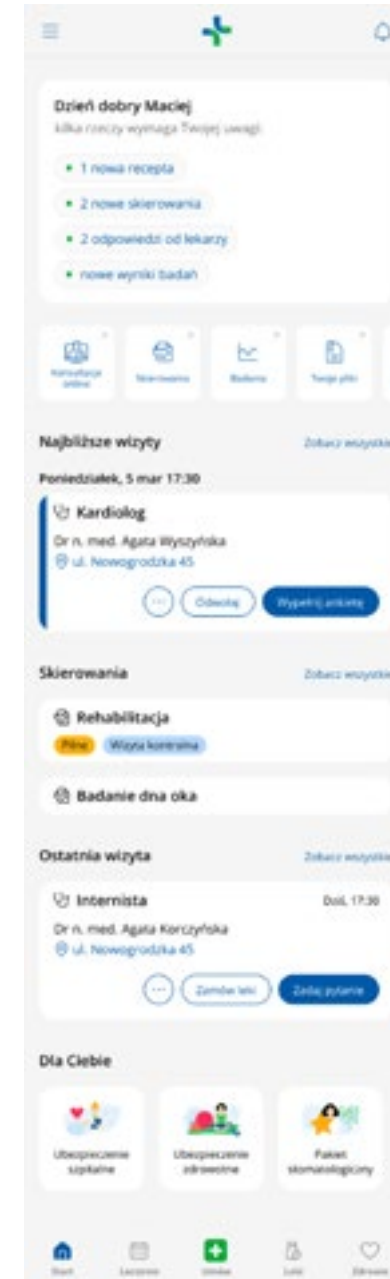 Dzień dobry Maciej
kilka rzeczy wymaga Twojej uwagi:
1 nowa recepta
2 nowe skierowania
2 odpowiedzi od lekarzy
nowe wyniki badań
Konsultacje
online
Skierowania
Badania
Twoje pliki
Najbliższe wizyty
Zobacz wszystkie
Poniedziałek, 5 mar 17:30
Kardiolog
Dr n. med. Agata Wyszyńska
ul. Nowogrodzka 45
Odwołaj
Wypełnij ankietę
Skierowania
Zobacz wszystkie
Rehabilitacja
Pilne
Wizyta kontrolna
Badanie dna oka
Ostatnia wizyta
Zobacz wszystkie
Internista
Dziś, 17:30
Dr n. med. Agata Korczyńska
ul. Nowogrodzka 45
Zamów leki
Zadaj pytanie
Dla Ciebie
Ubezpieczenie
szpitalne
Ubezpieczenie
zdrowotne
Pakiet
stomatologiczny
Start
Leczenie
Umów
Leki
Zdrowie